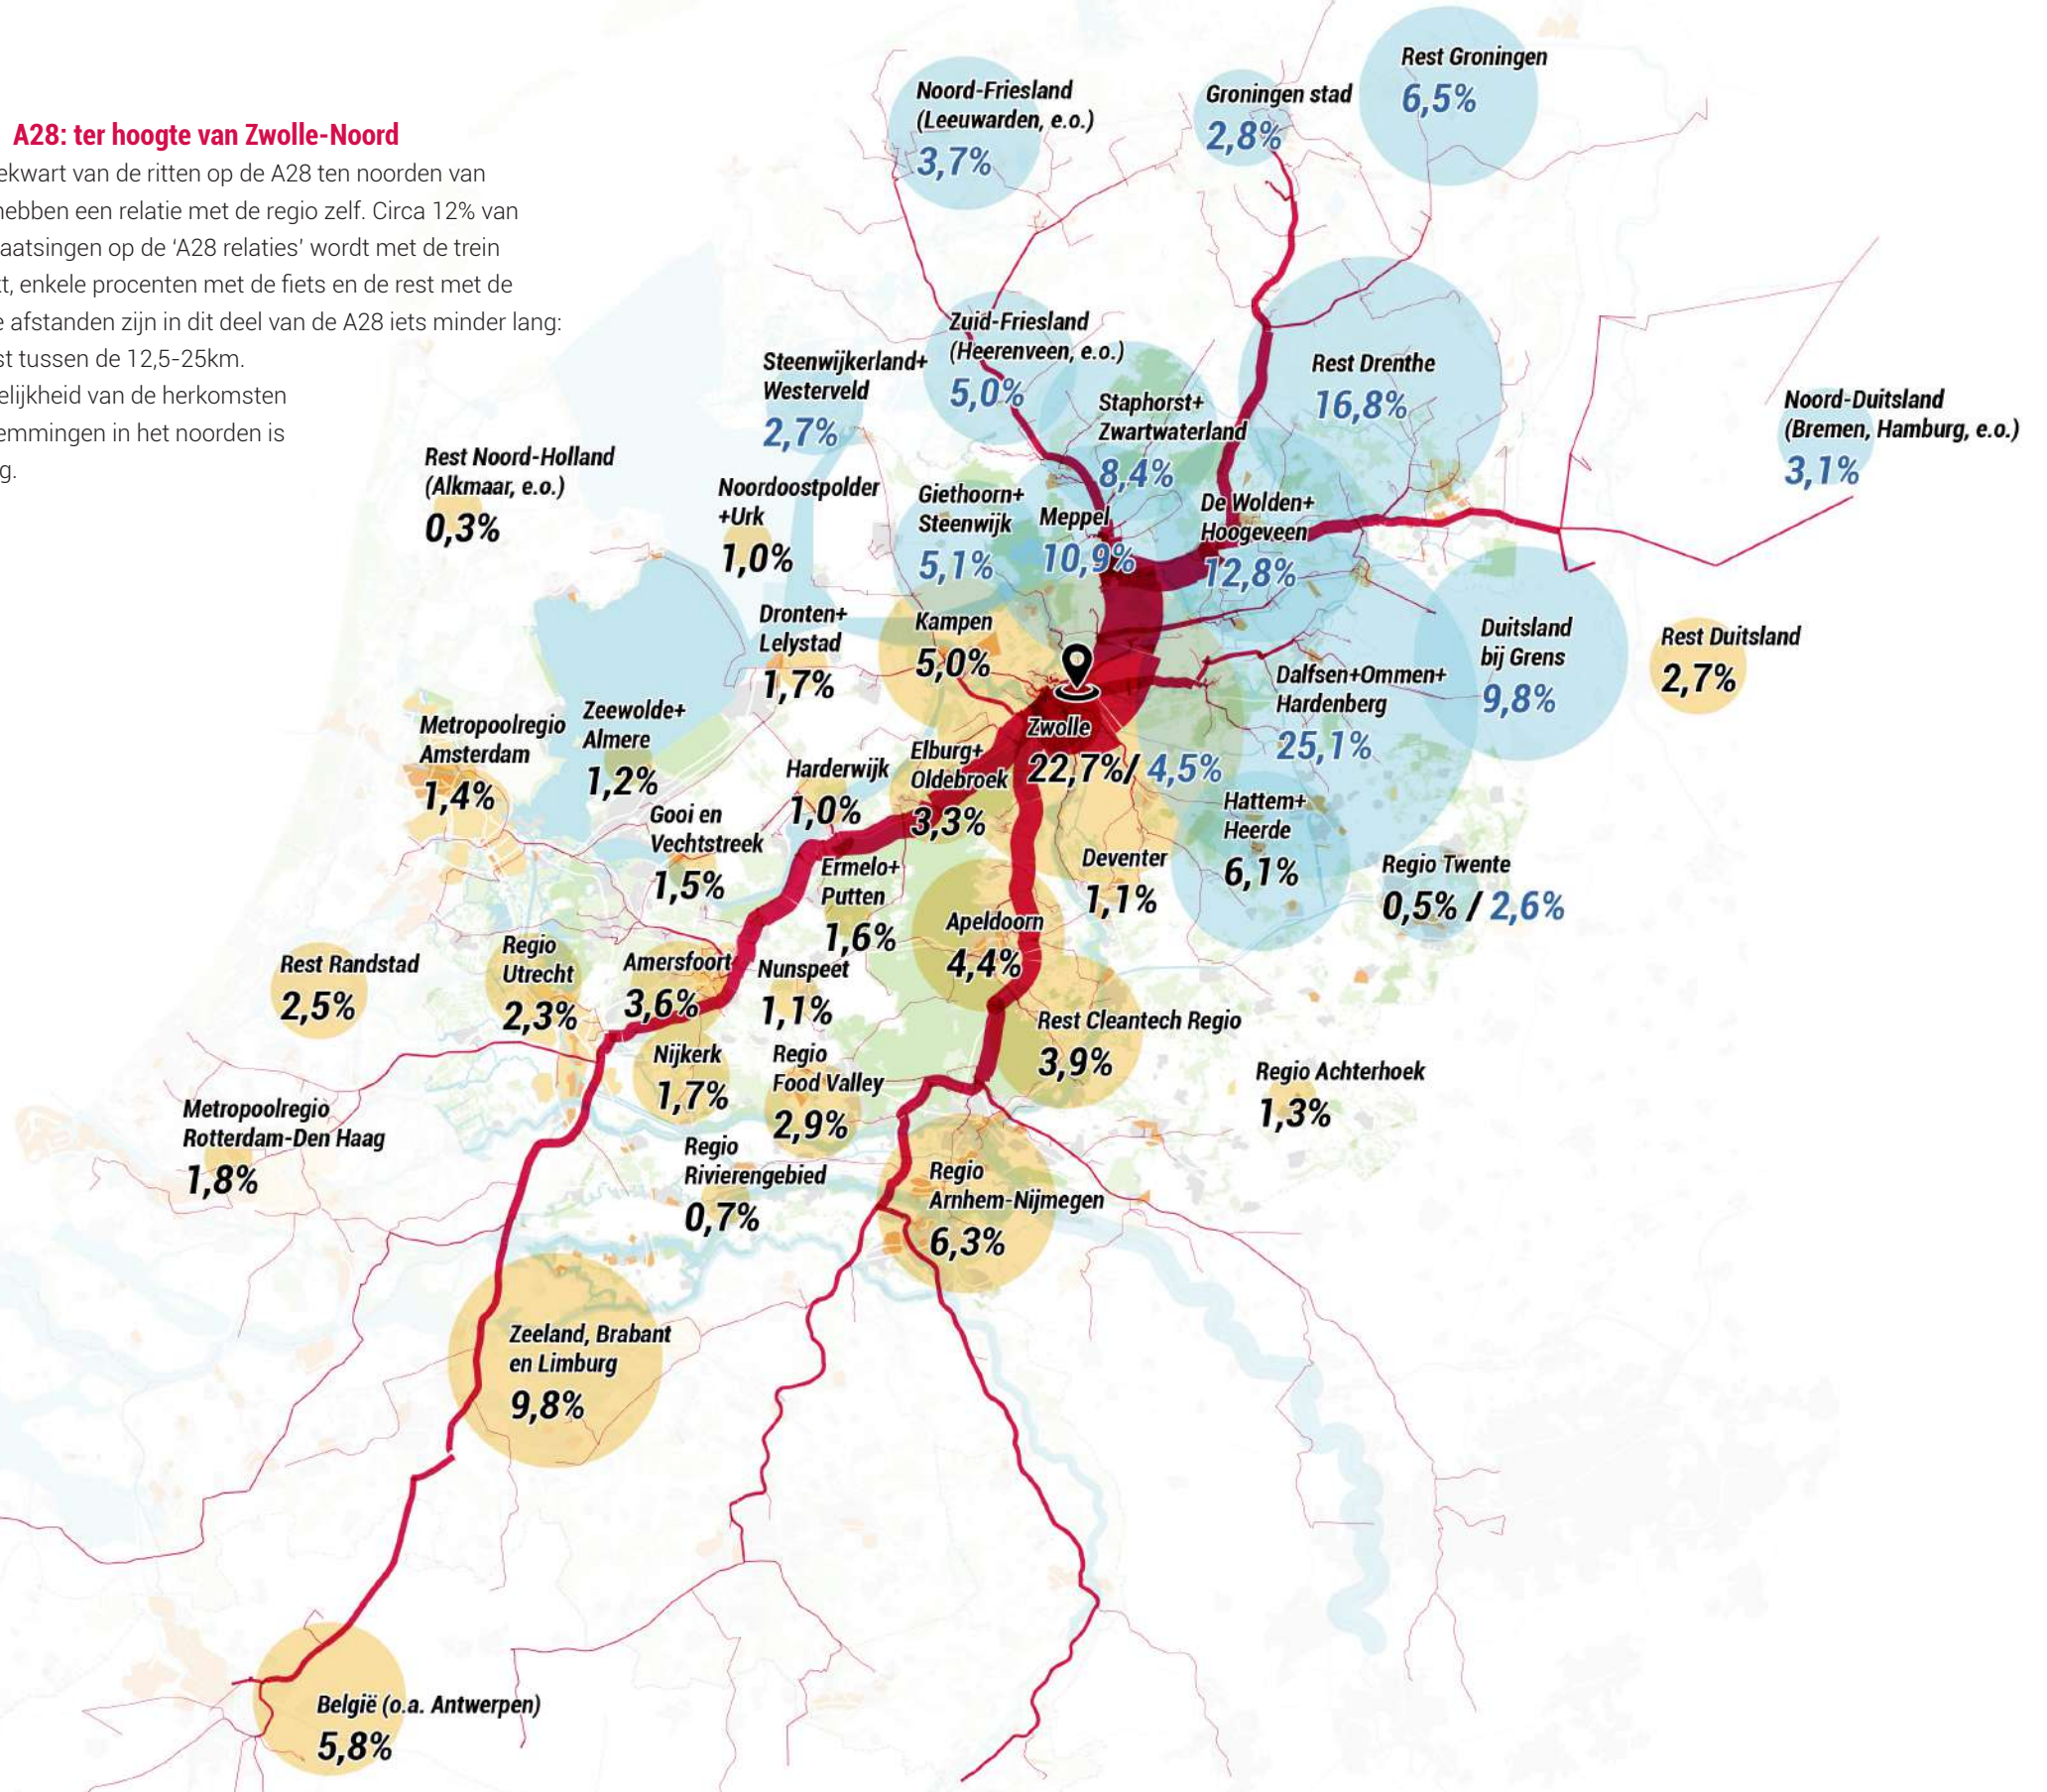 A28: ter hoogte van Zwolle-Noord
ekwart van de ritten op de A28 ten noorden van
hebben een relatie met de regio zelf. Circa 12% van
aatsingen op de ‘A28 relaties’ wordt met de trein
t, enkele procenten met de fiets en de rest met de
e afstanden zijn in dit deel van de A28 iets minder lang:
st tussen de 12,5-25km.
elijkheid van de herkomsten
emmingen in het noorden is
g.
Noord-Friesland
(Leeuwarden, e.o.)
3,7%
Groningen stad
2,8%
Rest Groningen
6,5%
Zuid-Friesland
(Heerenveen, e.o.)
5,0%
Steenwijkerland+
Westerveld
2,7%
Staphorst+
Zwartwaterland
8,4%
Rest Drenthe
16,8%
Noord-Duitsland
(Bremen, Hamburg, e.o.)
3,1%
Rest Noord-Holland
(Alkmaar, e.o.)
0,3%
Noordoostpolder
+Urk
1,0%
Giethoorn+
Steenwijk
5,1%
Meppel
10,9%
De Wolden+
Hoogeveen
12,8%
Dronten+
Lelystad
1,7%
Kampen
5,0%
Duitsland
bij Grens
9,8%
Rest Duitsland
2,7%
Dalfsen+Ommen+
Hardenberg
25,1%
Metropoolregio
Amsterdam
1,4%
Zeewolde+
Almere
1,2%
Zwolle
22,7%/ 4,5%
Elburg+
Oldebroek
3,3%
Harderwijk
1,0%
Hattem+
Heerde
6,1%
Gooi en
Vechtstreek
1,5%
Ermelo+
Putten
1,6%
Deventer
1,1%
Regio Twente
0,5% / 2,6%
Apeldoorn
4,4%
Rest Randstad
2,5%
Regio
Utrecht
2,3%
Amersfoort
3,6%
Nunspeet
1,1%
Rest Cleantech Regio
3,9%
Nijkerk
1,7%
Regio
Food Valley
2,9%
Regio Achterhoek
1,3%
Metropoolregio
Rotterdam-Den Haag
1,8%
Regio
Rivierengebied
0,7%
Regio
Arnhem-Nijmegen
6,3%
Zeeland, Brabant
en Limburg
9,8%
België (o.a. Antwerpen)
5,8%